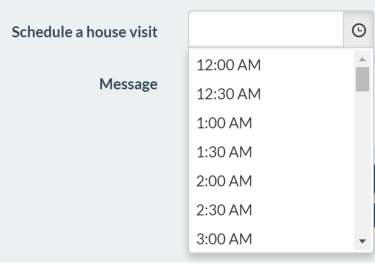 Schedule a house visit
Message
12:00 AM
12:30 AM
1:00 AM
1:30 AM
2:00 AM
2:30 AM
3:00 AM